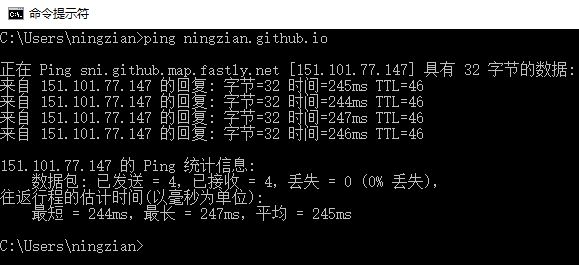 命令提示符
C:\Users\ningzian>ping ningzian.github.io
正在 Ping sni.github.map.fastly.net [151.101.77.147] 具有 32 字节的数据:
来自 151.101.77.147 的回复: 字节=32 时间=245ms TTL=46
来自 151.101.77.147 的回复: 字节=32 时间=244ms TTL=46
来自 151.101.77.147 的回复: 字节=32 时间=247ms TTL=46
来自 151.101.77.147 的回复: 字节=32 时间=246ms TTL=46
151.101.77.147 的 Ping 统计信息:
数据包: 已发送 = 4，已接收 = 4，丢失 = 0 (0% 丢失)，
往返行程的估计时间(以毫秒为单位):
最短 = 244ms，最长 = 247ms，平均 = 245ms
C:\Users\ningzian>